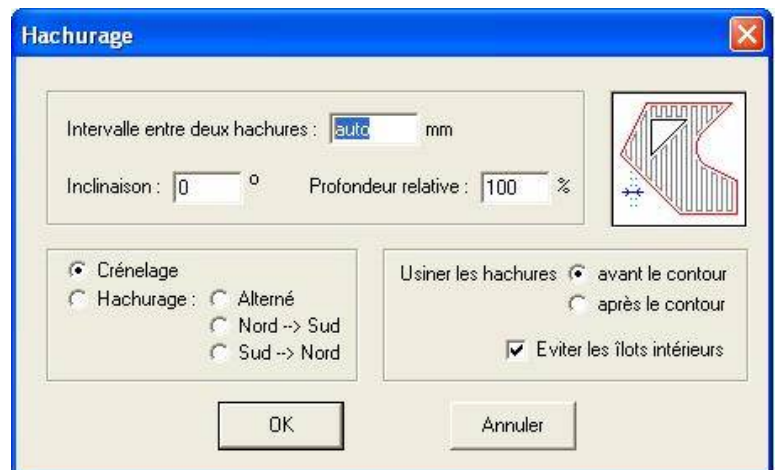 Hachurage
Intervalle entre deux hachures : auto mm
Inclinaison : 0 ° Profondeur relative : 100 %
Crénelage
Hachurage : Alterné
Nord --> Sud
Sud --> Nord
Usiner les hachures avant le contour
après le contour
Eviter les îlots intérieurs
OK Annuler